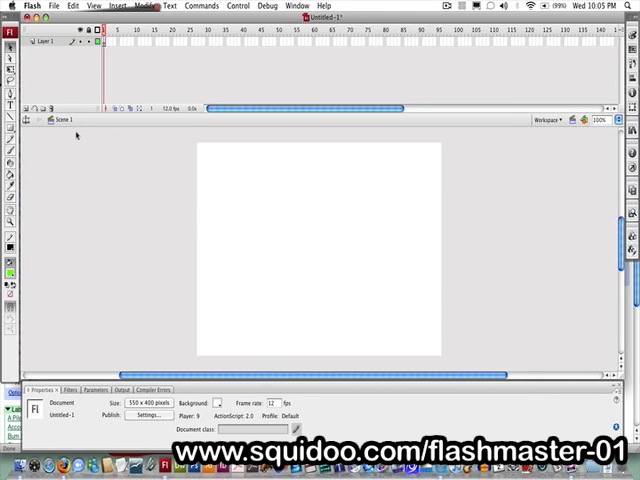 Flash File Edit View Insert Modify Text Commands Control Debug Window Help (99%) Wed 10:05 PM
Untitled-1*
1 5 10 15 20 25 30 35 40 45 50 55 60 65 70 75 80 85 90 95 100 105 110 115 120 125 130 135 140
Layer 1
1 12.0 fps 0.0s
Scene 1 Workspace 100%
Properties Filters Parameters Output Compiler Errors
Document Size: 550 x 400 pixels Background: Frame rate: 12 fps
Untitled-1 Publish: Settings... Player: 9 ActionScript: 2.0 Profile: Default
Document class:
www.squidoo.com/flashmaster-01
Done